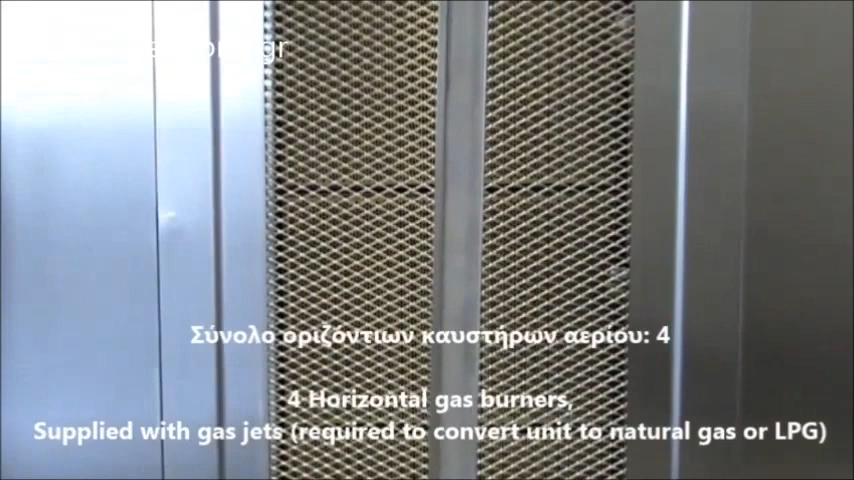 Σύνολο οριζόντιων καυστήρων αερίου: 4
4 Horizontal gas burners,
Supplied with gas jets (required to convert unit to natural gas or LPG)